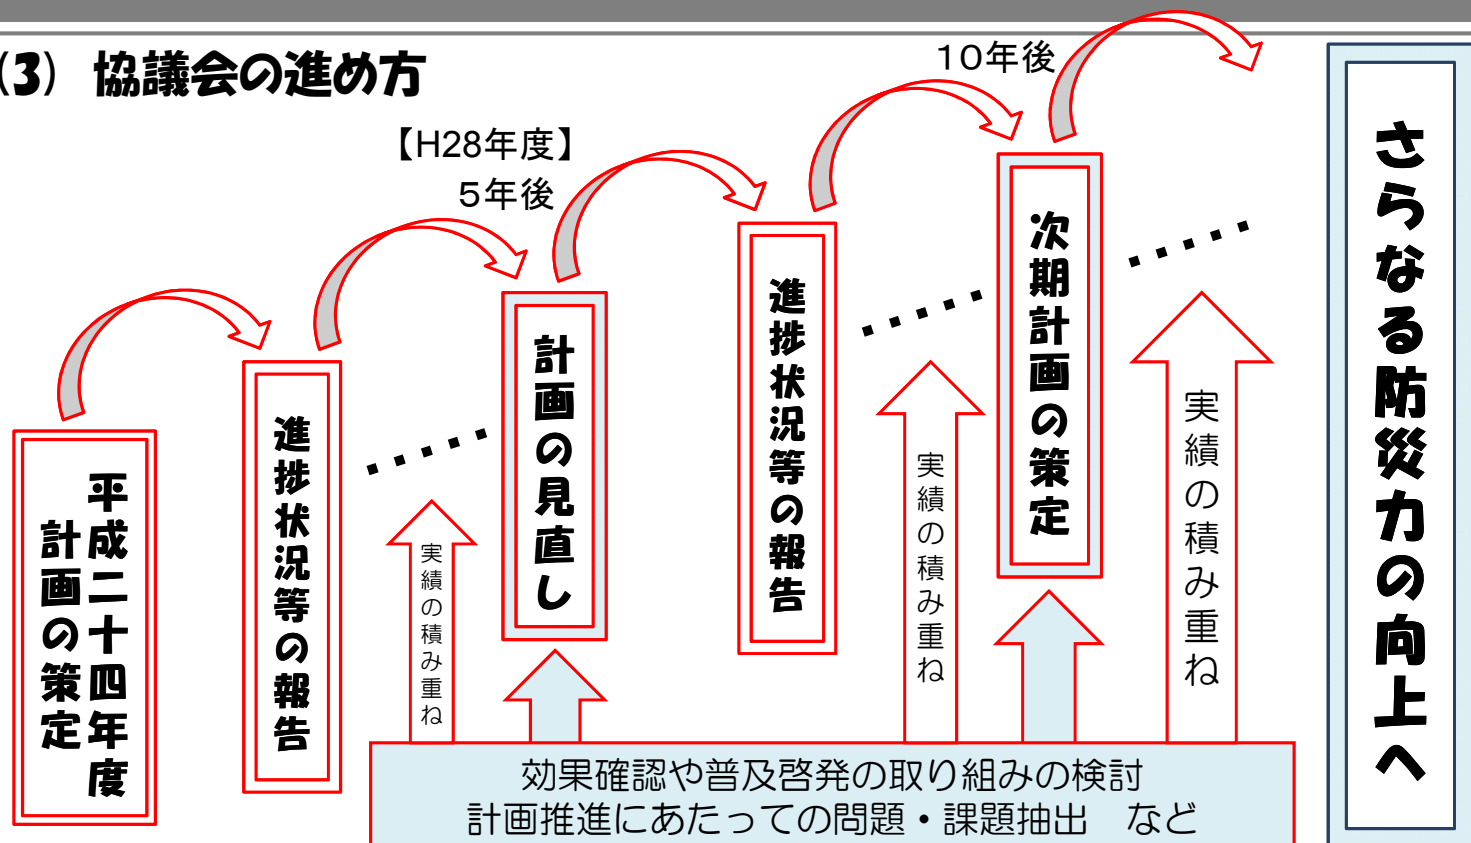 (3) 協議会の進め方
【H28年度】
5年後
10年後
平成二十四年度
計画の策定
進捗状況等の報告
・・・・・
実績の積み重ね
計画の見直し
進捗状況等の報告
・・・・・
実績の積み重ね
次期計画の策定
・・・・・
実績の積み重ね
さらなる防災力の向上へ
効果確認や普及啓発の取り組みの検討
計画推進にあたっての問題・課題抽出　など